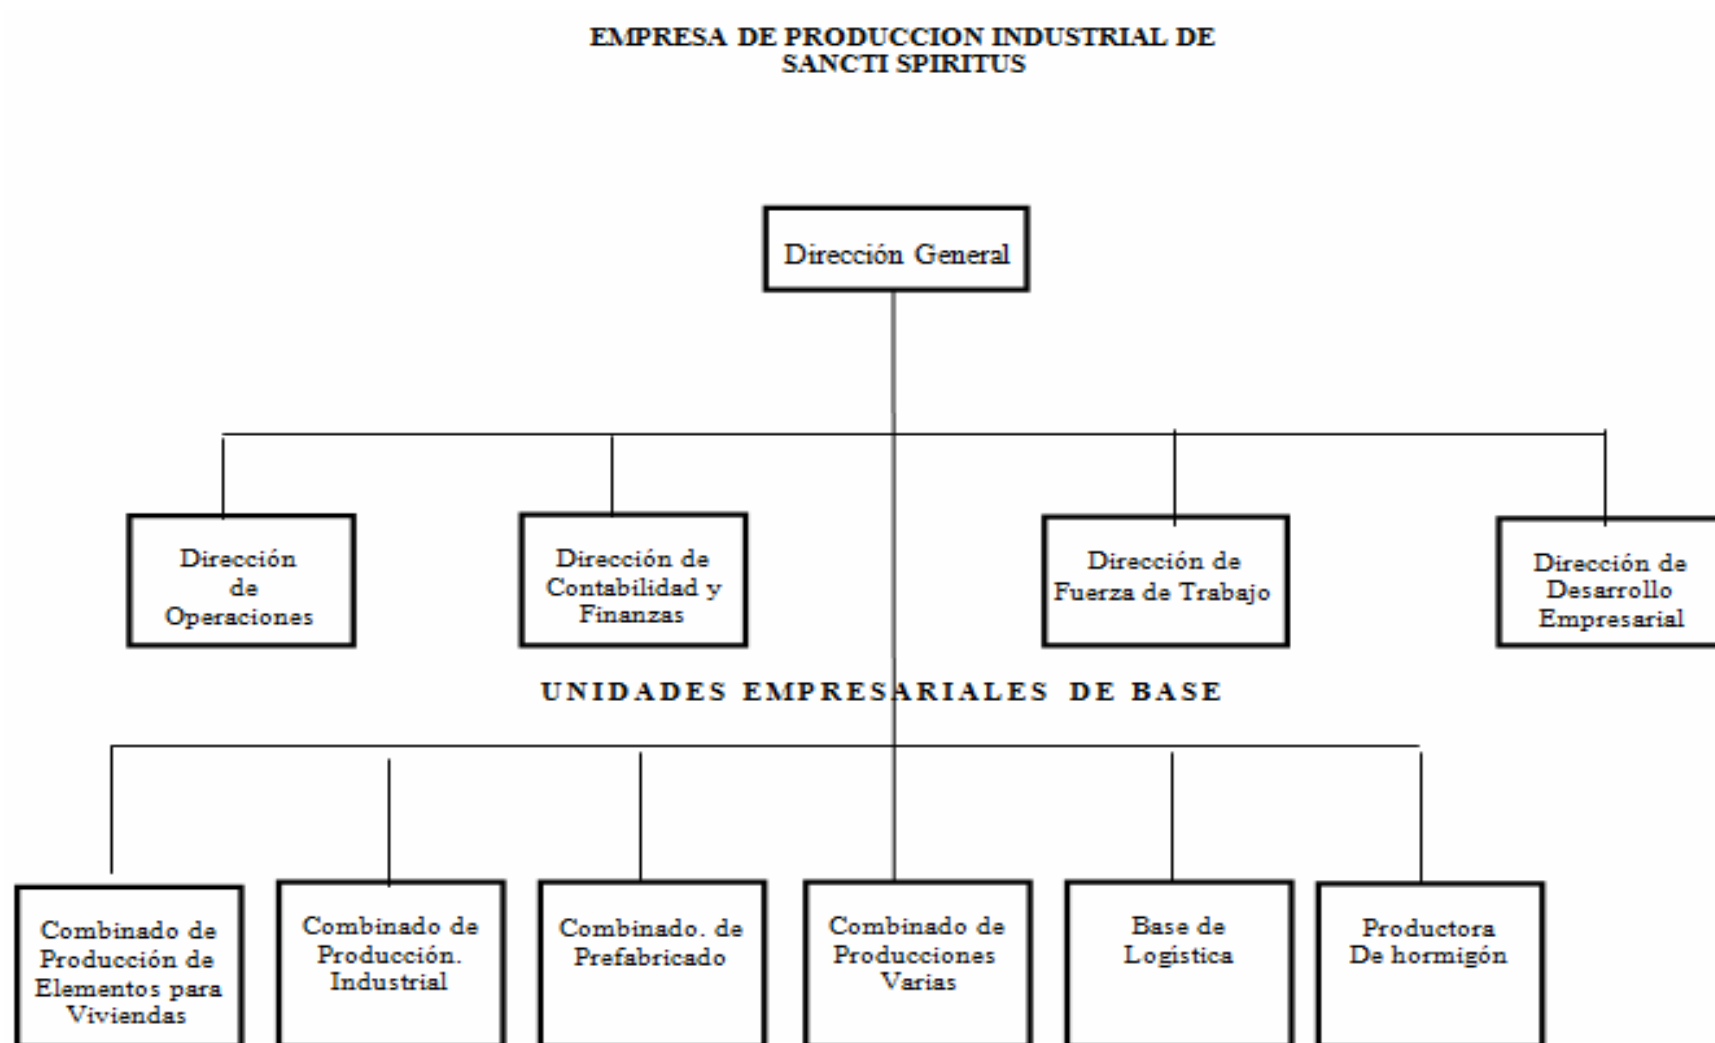 EMPRESA DE PRODUCCION INDUSTRIAL DE
SANCTI SPIRITUS
Dirección General
Dirección
de
Operaciones
Dirección de
Contabilidad y
Finanzas
Dirección de
Fuerza de Trabajo
Dirección de
Desarrollo
Empresarial
UNIDADES EMPRESARIALES DE BASE
Combinado de
Producción de
Elementos para
Viviendas
Combinado de
Producción.
Industrial
Combinado. de
Prefabricado
Combinado de
Producciones
Varias
Base de
Logística
Productora
De hormigón